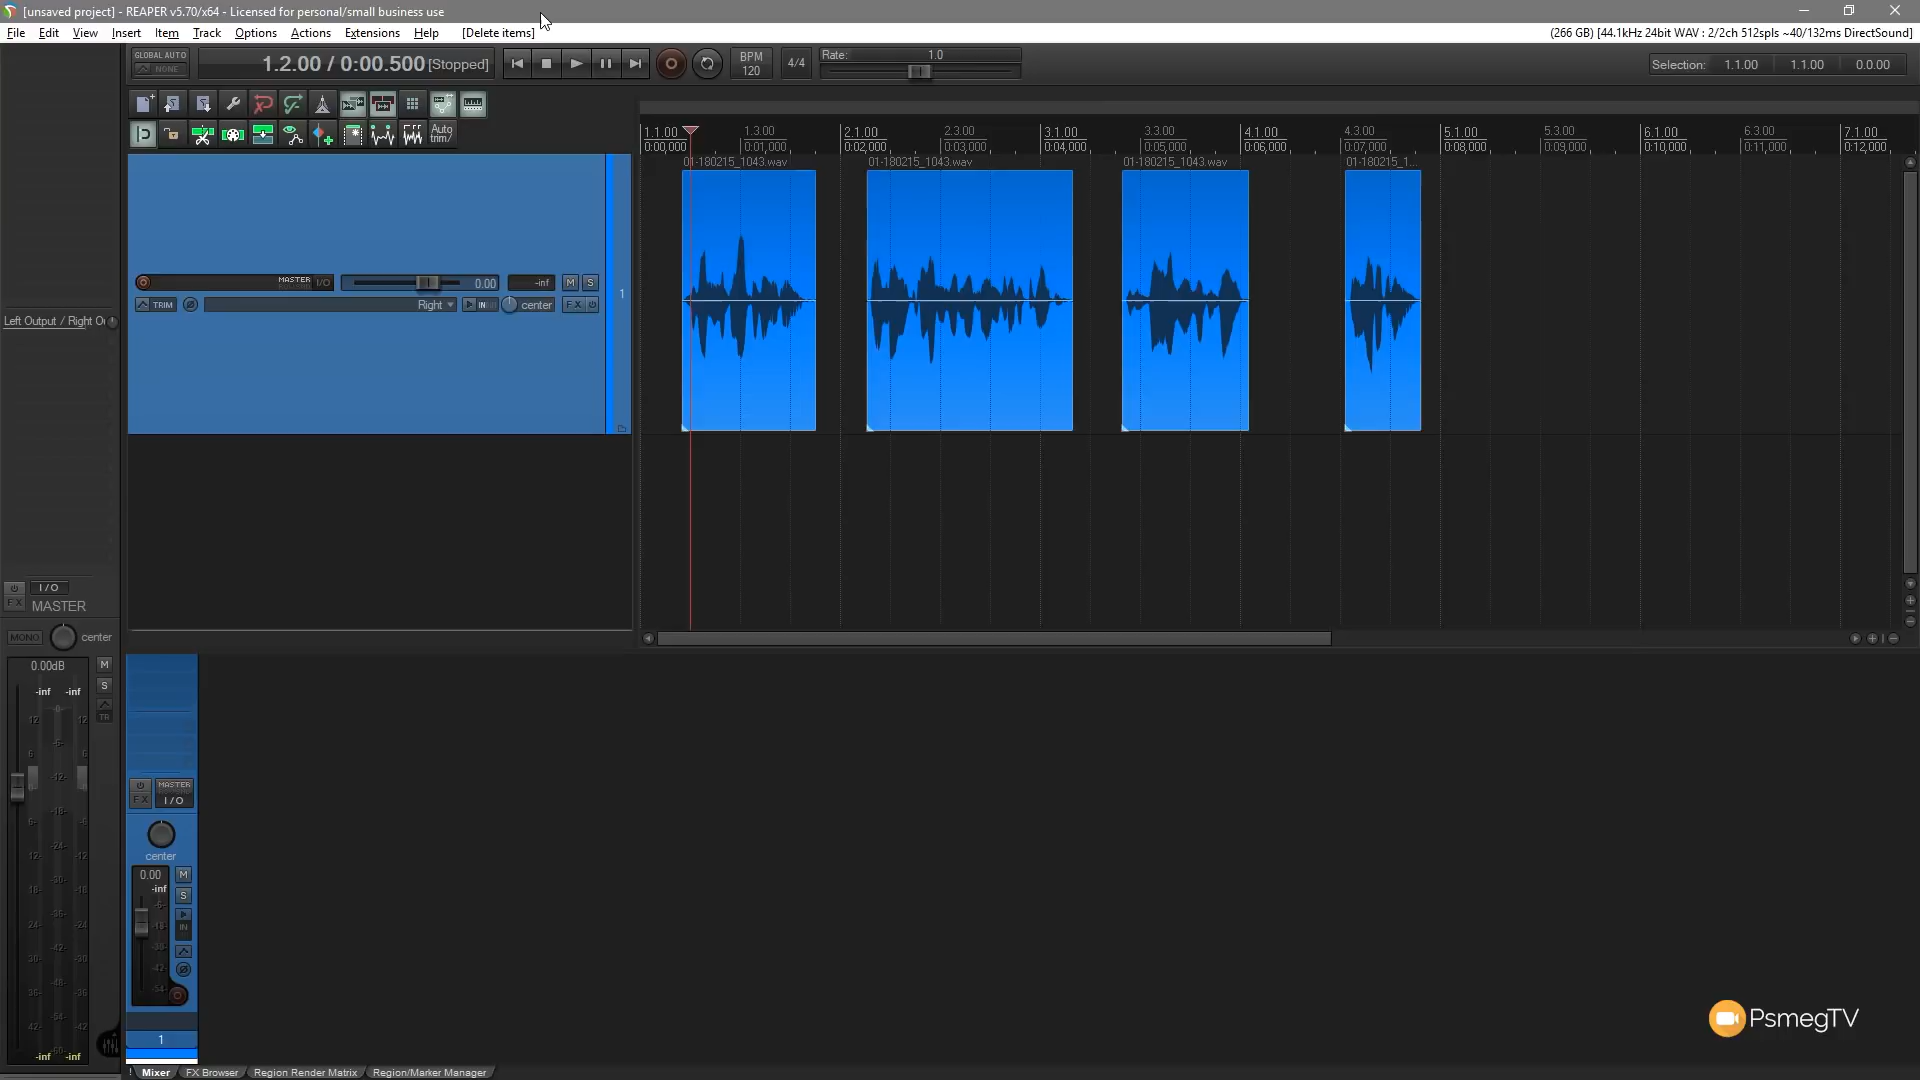 [unsaved project] - REAPER v5.70/x64 - Licensed for personal/small business use
File Edit View Insert Item Track Options Actions Extensions Help [Delete items]
(266 GB) [44.1kHz 24bit WAV : 2/2ch 512spls ~40/132ms DirectSound]
GLOBAL AUTO
NONE
1.2.00 / 0:00.500 [Stopped]
BPM
120
4/4
Rate: 1.0
Selection: 1.1.00 1.1.00 0.0.00
Auto
trim/
1.1.00 1.3.00 2.1.00 2.3.00 3.1.00 3.3.00 4.1.00 4.3.00 5.1.00 5.3.00 6.1.00 6.3.00 7.1.00
0:00,000 0:01,000 0:02,000 0:03,000 0:04,000 0:05,000 0:06,000 0:07,000 0:08,000 0:09,000 0:10,000 0:11,000 0:12,000
01-180215_1043.wav 01-180215_1043.wav 01-180215_1043.wav 01-180215_1...
MASTER I/O 0.00 -inf M S
TRIM Right IN center FX
1
Left Output / Right O
I/O
FX MASTER
MONO center
0.00dB M
-inf -inf S
TR
-inf -inf
MASTER
FX I/O
center
0.00 M
-inf S
IN
1
PsmegTV
! Mixer FX Browser Region Render Matrix Region/Marker Manager